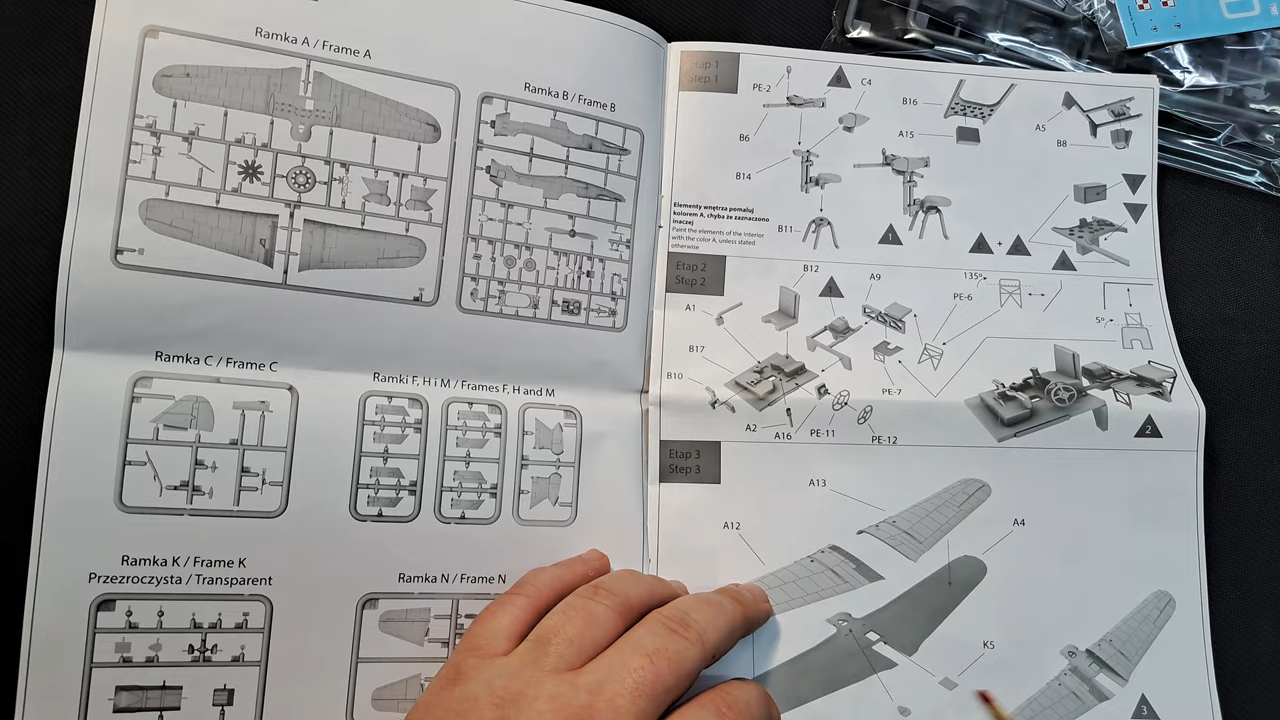 Ramka A / Frame A
Ramka B / Frame B
Ramka C / Frame C
Ramki F, H i M / Frames F, H and M
Ramka K / Frame K
Przezroczysta / Transparent
Ramka N / Frame N
Etap 1
Step 1
PE-2
B
C4
B6
B14
B11
B16
A15
A5
B8
1
Elementy wnętrza pomaluj
kolorem A, chyba że zaznaczono
inaczej
Paint the elements of the interior
with the color A, unless stated
otherwise
+
Etap 2
Step 2
B12
1
A9
135º
PE-6
5º
A1
B17
B10
PE-7
A2
A16
PE-11
PE-12
2
Etap 3
Step 3
A13
A12
A4
K5
3